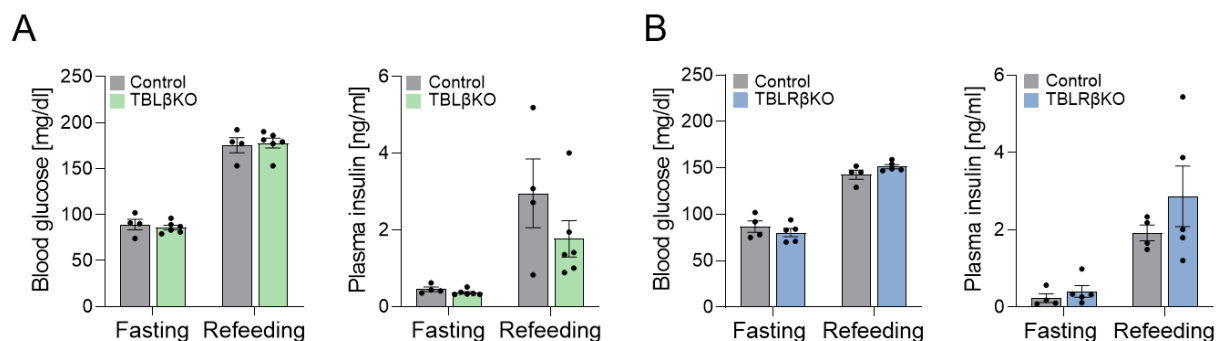 A
B
Blood glucose [mg/dl]
250
200
150
100
50
0
Control
TBLβKO
Fasting
Refeeding
Plasma insulin [ng/ml]
6
4
2
0
Control
TBLβKO
Fasting
Refeeding
Blood glucose [mg/dl]
250
200
150
100
50
0
Control
TBLRβKO
Fasting
Refeeding
Plasma insulin [ng/ml]
6
4
2
0
Control
TBLRβKO
Fasting
Refeeding